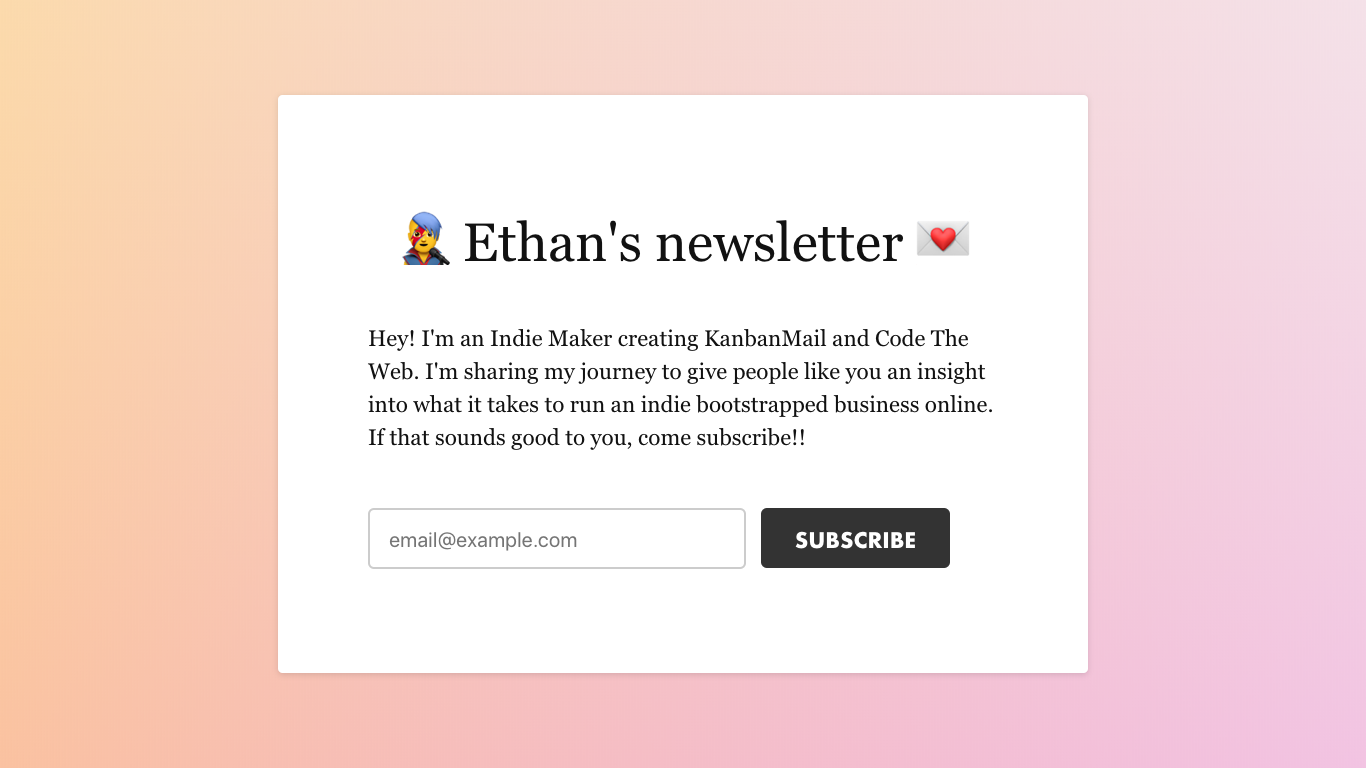 👨‍🎤 Ethan's newsletter 💌
Hey! I'm an Indie Maker creating KanbanMail and Code The
Web. I'm sharing my journey to give people like you an insight
into what it takes to run an indie bootstrapped business online.
If that sounds good to you, come subscribe!!
email@example.com
SUBSCRIBE